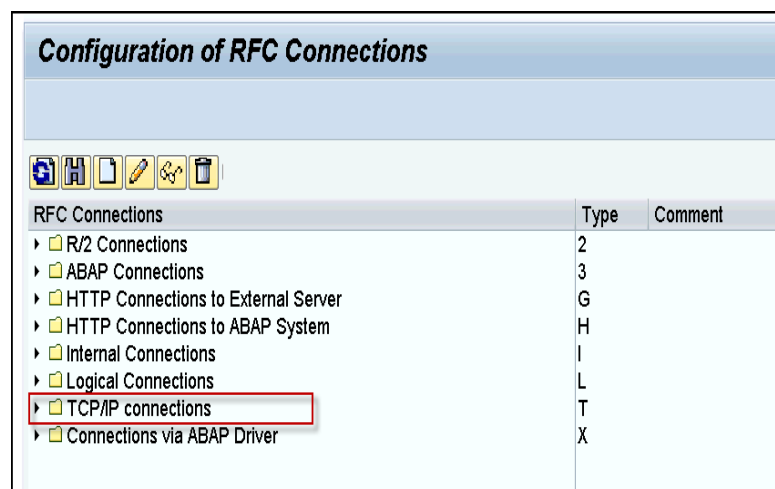 Configuration of RFC Connections
RFC Connections Type Comment
R/2 Connections 2
ABAP Connections 3
HTTP Connections to External Server G
HTTP Connections to ABAP System H
Internal Connections I
Logical Connections L
TCP/IP connections T
Connections via ABAP Driver X